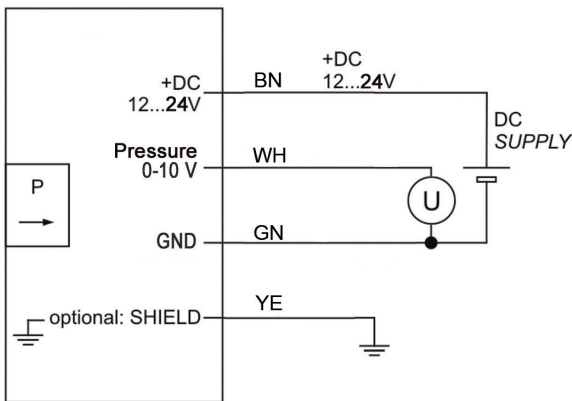 +DC
12...24V
BN
+DC
12...24V
DC
SUPPLY
Pressure
0-10 V
WH
P
U
GND
GN
optional: SHIELD
YE